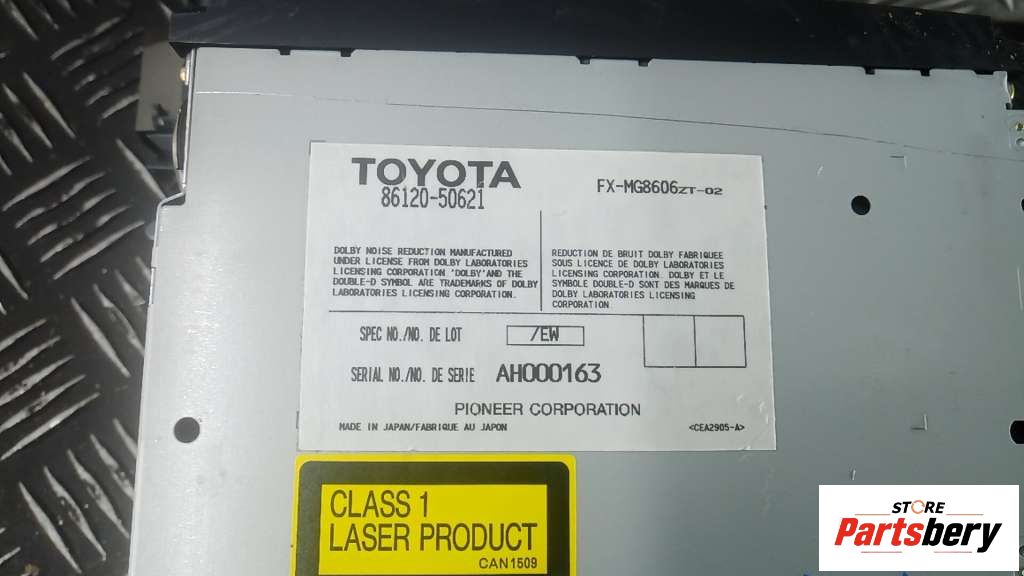 TOYOTA
86120-50621
FX-MG8606ZT-02
DOLBY NOISE REDUCTION MANUFACTURED
UNDER LICENSE FROM DOLBY LABORATORIES
LICENSING CORPORATION 'DOLBY' AND THE
DOUBLE-D SYMBOL ARE TRADEMARKS OF DOLBY
LABORATORIES LICENSING CORPORATION.
REDUCTION DE BRUIT DOLBY FABRIQUEE
SOUS LICENCE DE DOLBY LABORATORIES
LICENSING CORPORATION. DOLBY ET LE
SYMBOLE DOUBLE-D SONT DES MARQUES DE
DOLBY LABORATORIES LICENSING
CORPORATION.
SPEC NO./NO. DE LOT /EW
SERIAL NO./NO. DE SERIE AH000163
PIONEER CORPORATION
MADE IN JAPAN/FABRIQUE AU JAPON
<CEA2905-A>
CLASS 1
LASER PRODUCT
CAN1509
STORE
Partsbery